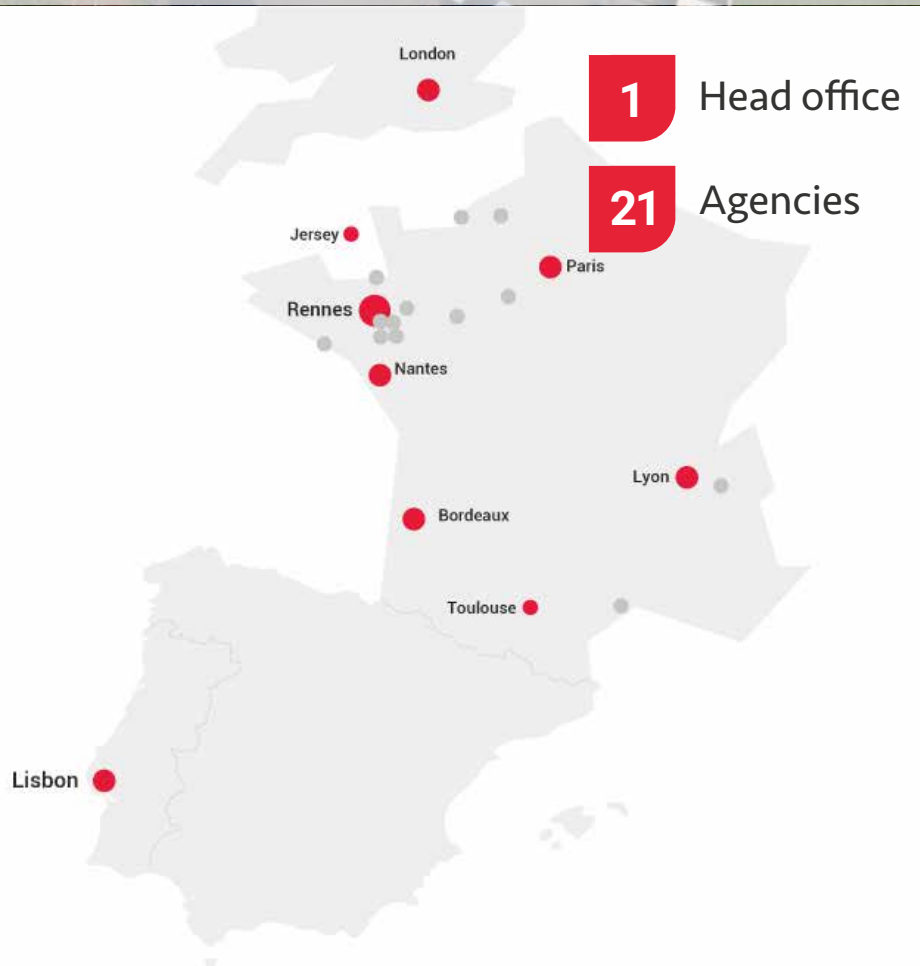 London
1 Head office
21 Agencies
Jersey
Paris
Rennes
Nantes
Lyon
Bordeaux
Toulouse
Lisbon